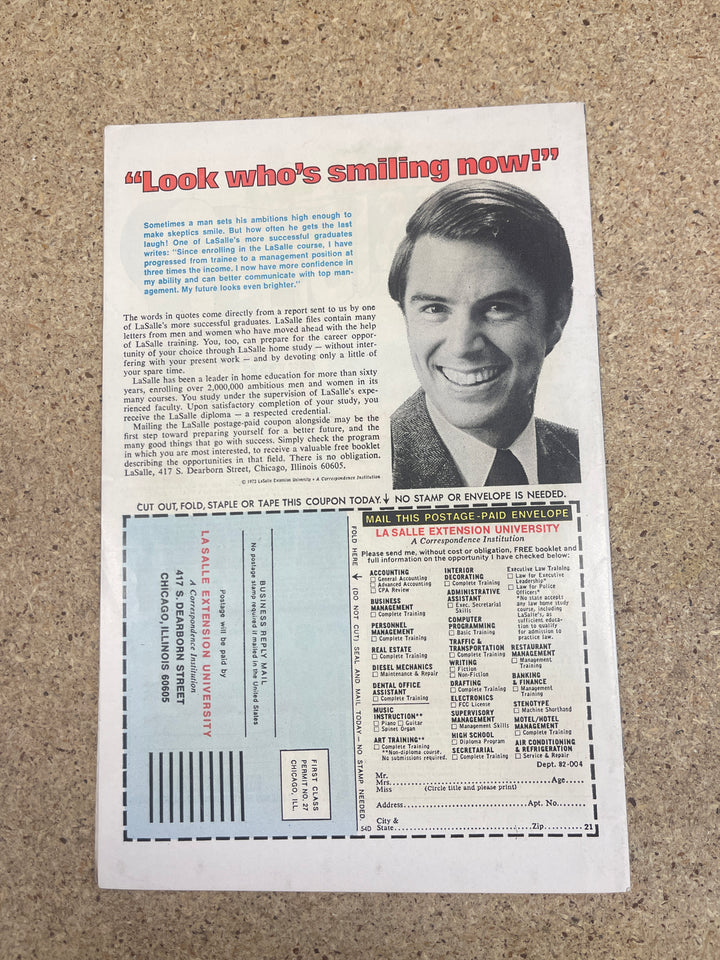 “Look who’s smiling now!”
Sometimes a man sets his ambitions high enough to
make skeptics smile. But how often he gets the last
laugh! One of LaSalle's more successful graduates
writes: "Since enrolling in the LaSalle course, I have
progressed from trainee to a management position at
three times the income. I now have more confidence in
my ability and can better communicate with top man-
agement. My future looks even brighter."
The words in quotes come directly from a report sent to us by one
of LaSalle's more successful graduates. LaSalle files contain many
letters from men and women who have moved ahead with the help
of LaSalle training. You, too, can prepare for the career oppor-
tunity of your choice through LaSalle home study — without inter-
fering with your present work — and by devoting only a little of
your spare time.
LaSalle has been a leader in home education for more than sixty
years, enrolling over 2,000,000 ambitious men and women in its
many courses. You study under the supervision of LaSalle's expe-
rienced faculty. Upon satisfactory completion of your study, you
receive the LaSalle diploma — a respected credential.
Mailing the LaSalle postage-paid coupon alongside may be the
first step toward preparing yourself for a better future, and the
many good things that go with success. Simply check the program
in which you are most interested, to receive a valuable free booklet
describing the opportunities in that field. There is no obligation.
LaSalle, 417 S. Dearborn Street, Chicago, Illinois 60605.
© 1972 LaSalle Extension University • A Correspondence Institution
CUT OUT, FOLD, STAPLE OR TAPE THIS COUPON TODAY. ↓ NO STAMP OR ENVELOPE IS NEEDED.
LASALLE EXTENSION UNIVERSITY
A Correspondence Institution
417 S. DEARBORN STREET
CHICAGO, ILLINOIS 60605
Postage will be paid by
BUSINESS REPLY MAIL
No postage stamp required if mailed in the United States
FIRST CLASS
PERMIT NO. 27
CHICAGO, ILL.
FOLD HERE ↓ (DO NOT CUT) SEAL AND MAIL TODAY — NO STAMP NEEDED.
MAIL THIS POSTAGE-PAID ENVELOPE
LA SALLE EXTENSION UNIVERSITY
A Correspondence Institution
Please send me, without cost or obligation, FREE booklet and
full information on the opportunity I have checked below:
ACCOUNTING
☐ General Accounting
☐ Advanced Accounting
☐ CPA Review
BUSINESS
MANAGEMENT
☐ Complete Training
PERSONNEL
MANAGEMENT
☐ Complete Training
REAL ESTATE
☐ Complete Training
DIESEL MECHANICS
☐ Maintenance & Repair
DENTAL OFFICE
ASSISTANT
☐ Complete Training
MUSIC
INSTRUCTION**
☐ Piano ☐ Guitar
☐ Spinet Organ
ART TRAINING**
☐ Complete Training
**Non-diploma course.
No submissions required.
INTERIOR
DECORATING
☐ Complete Training
ADMINISTRATIVE
ASSISTANT
☐ Exec. Secretarial
Skills
COMPUTER
PROGRAMMING
☐ Basic Training
TRAFFIC &
TRANSPORTATION
☐ Complete Training
WRITING
☐ Fiction
☐ Non-Fiction
DRAFTING
☐ Complete Training
ELECTRONICS
☐ FCC License
SUPERVISORY
MANAGEMENT
☐ Management Skills
HIGH SCHOOL
☐ Diploma Program
SECRETARIAL
☐ Complete Training
Executive Law Training
☐ Law for Executive
Leadership*
☐ Law for Police
Officers*
*No state accepts
any law home study
course, including
LaSalle's, as
sufficient educa-
tion to qualify
for admission to
practice law.
RESTAURANT
MANAGEMENT
☐ Management
Training
BANKING
& FINANCE
☐ Management
Training
STENOTYPE
☐ Machine Shorthand
MOTEL/HOTEL
MANAGEMENT
☐ Complete Training
AIR CONDITIONING
& REFRIGERATION
☐ Service & Repair
Dept. 82-004
Mr.
Mrs. Age
Miss (Circle title and please print)
Address Apt. No.
City &
State Zip
54D
21